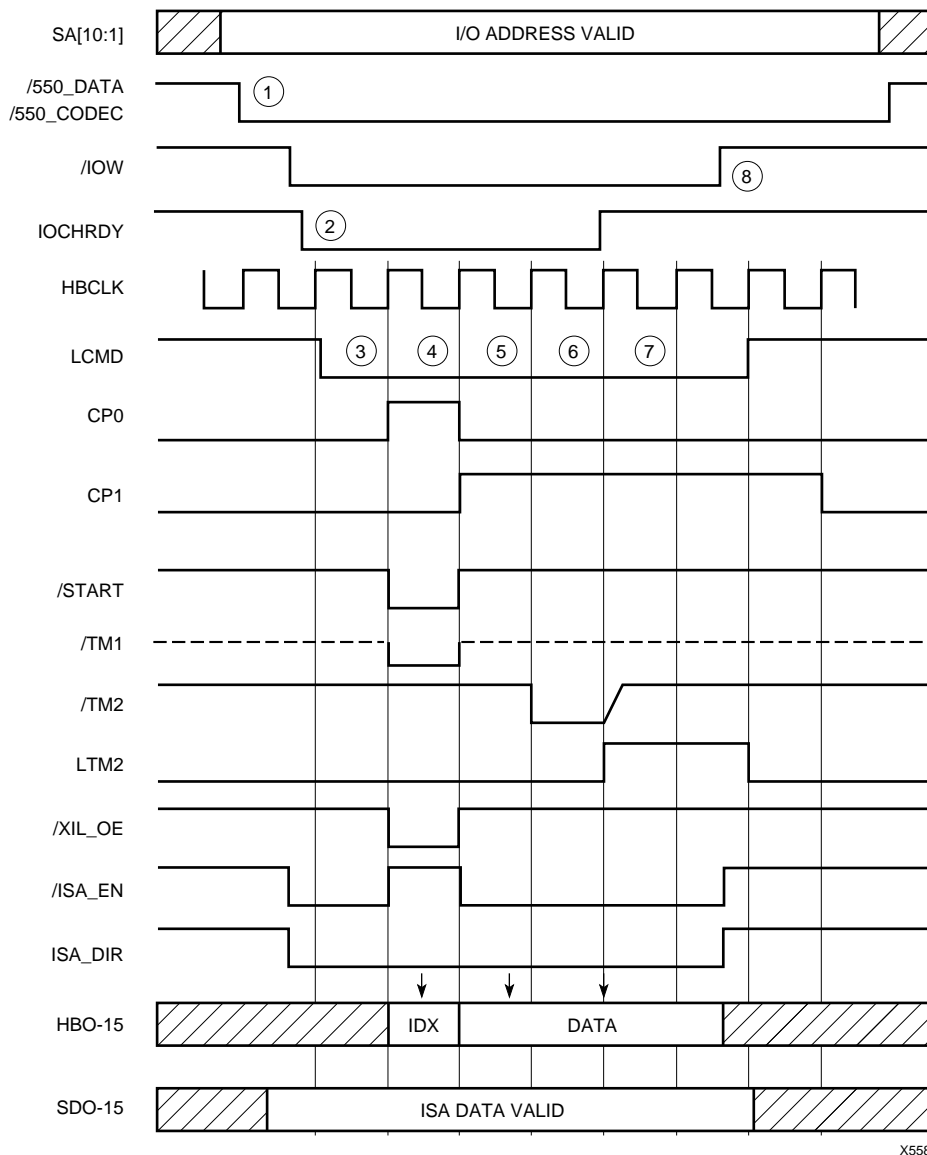 SA[10:1]
I/O ADDRESS VALID
/550_DATA
/550_CODEC
1
/IOW
8
IOCHRDY
2
HBCLK
LCMD
3 4 5 6 7
CP0
CP1
/START
/TM1
/TM2
LTM2
/XIL_OE
/ISA_EN
ISA_DIR
HBO-15
IDX
DATA
SDO-15
ISA DATA VALID
X558